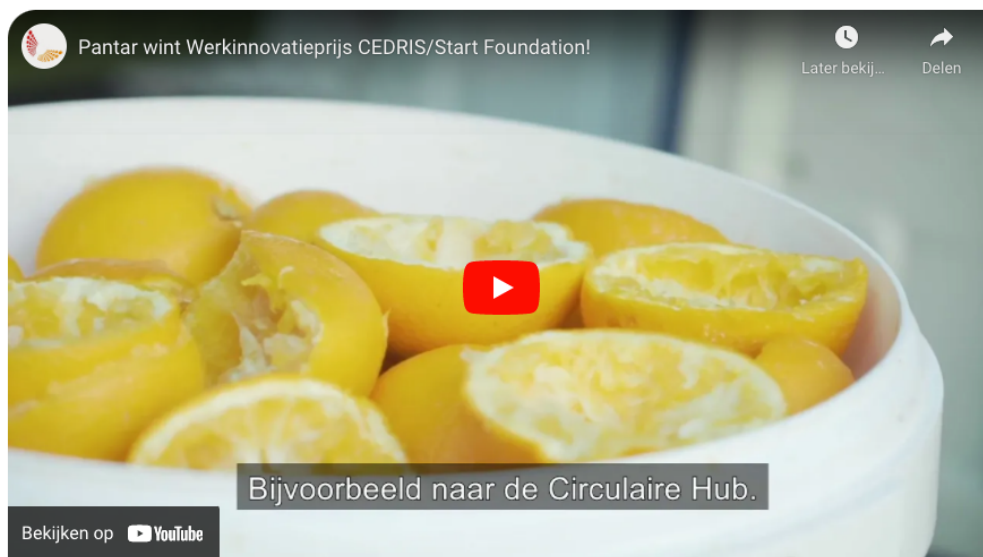 Pantar wint Werkinnovatieprijs CEDRIS/Start Foundation!
Later bekij...
Delen
Bijvoorbeeld naar de Circulaire Hub.
Bekijken op YouTube